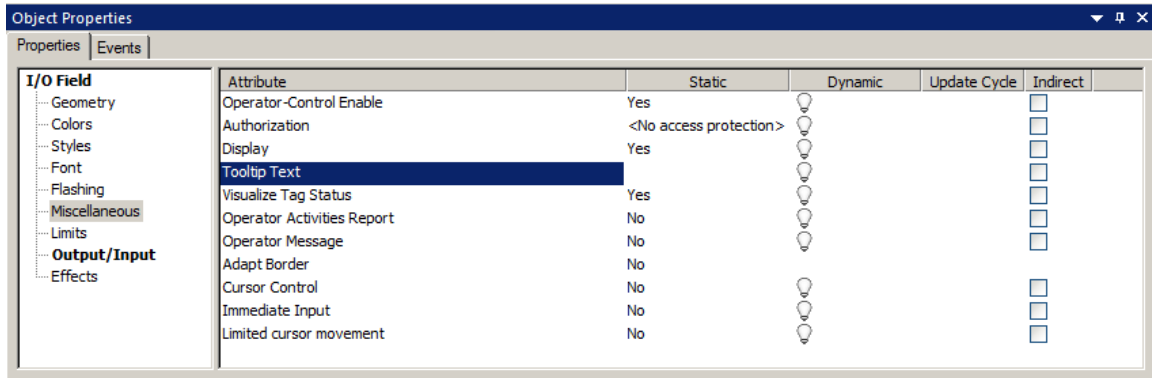 Object Properties
Properties Events
I/O Field
Geometry
Colors
Styles
Font
Flashing
Miscellaneous
Limits
Output/Input
Effects
Attribute Static Dynamic Update Cycle Indirect
Operator-Control Enable Yes
Authorization <No access protection>
Display Yes
Tooltip Text
Visualize Tag Status Yes
Operator Activities Report No
Operator Message No
Adapt Border No
Cursor Control No
Immediate Input No
Limited cursor movement No